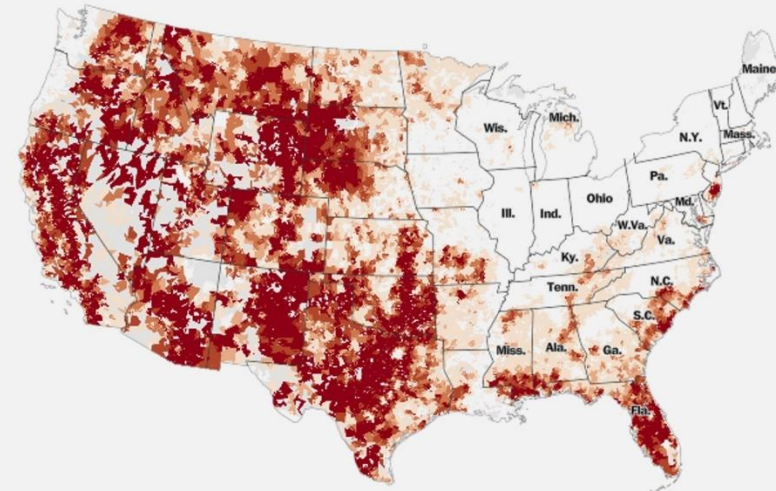 Maine
Vt.
Wis.
Mich.
N.Y.
Mass.
Pa.
Ill.
Ind.
Ohio
Md.
W.Va.
Va.
Ky.
N.C.
Tenn.
S.C.
Miss.
Ala.
Ga.
Fla.